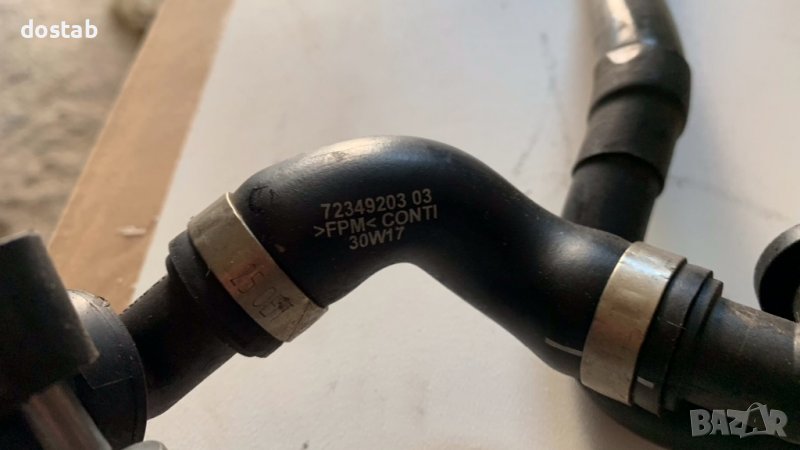 dostab
72349203 03
>FPM< CONTI
30W17
BAZAR